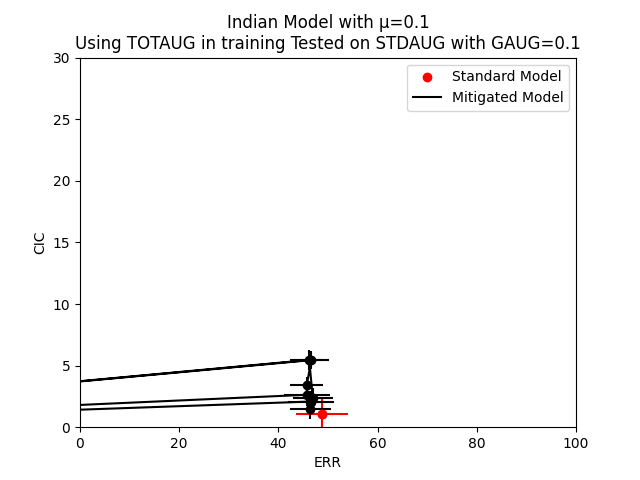 Indian Model with μ=0.1
Using TOTAUG in training Tested on STDAUG with GAUG=0.1
Standard Model
Mitigated Model
30
25
20
15
10
5
0
CIC
0 20 40 60 80 100
ERR